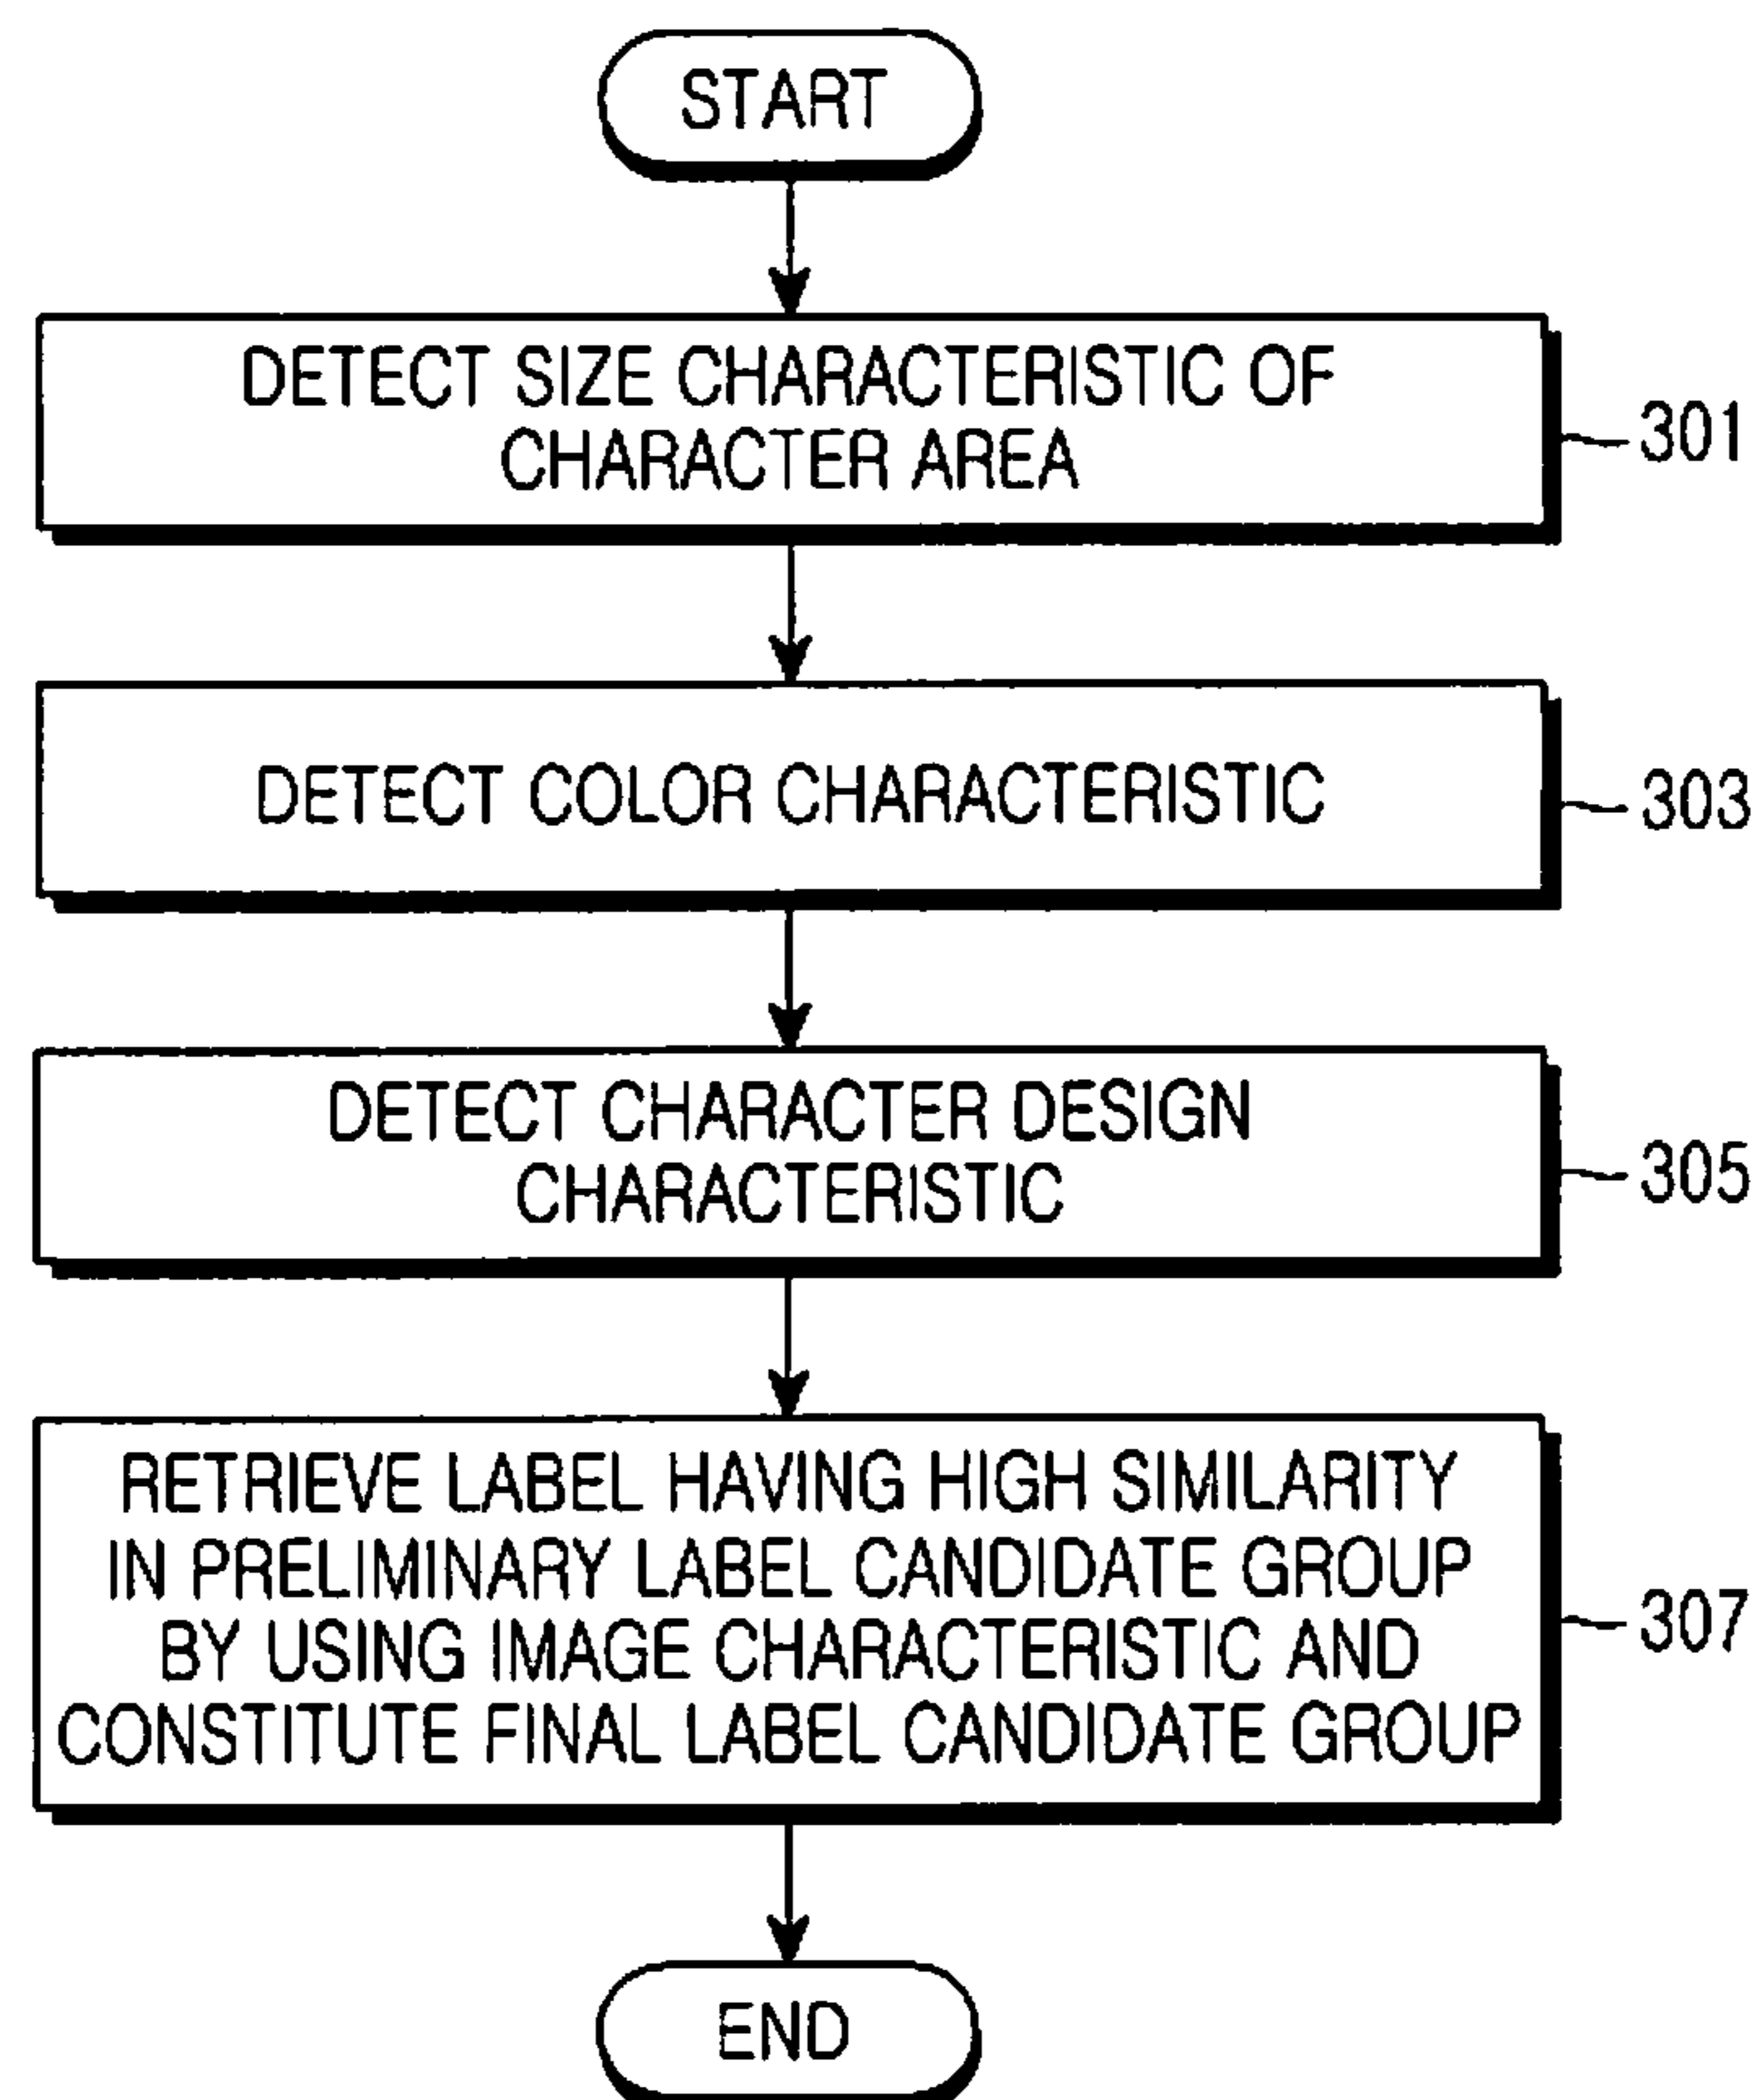 START
DETECT SIZE CHARACTERISTIC OF
CHARACTER AREA
301
DETECT COLOR CHARACTERISTIC
303
DETECT CHARACTER DESIGN
CHARACTERISTIC
305
RETRIEVE LABEL HAVING HIGH SIMILARITY
IN PRELIMINARY LABEL CANDIDATE GROUP
BY USING IMAGE CHARACTERISTIC AND
CONSTITUTE FINAL LABEL CANDIDATE GROUP
307
END